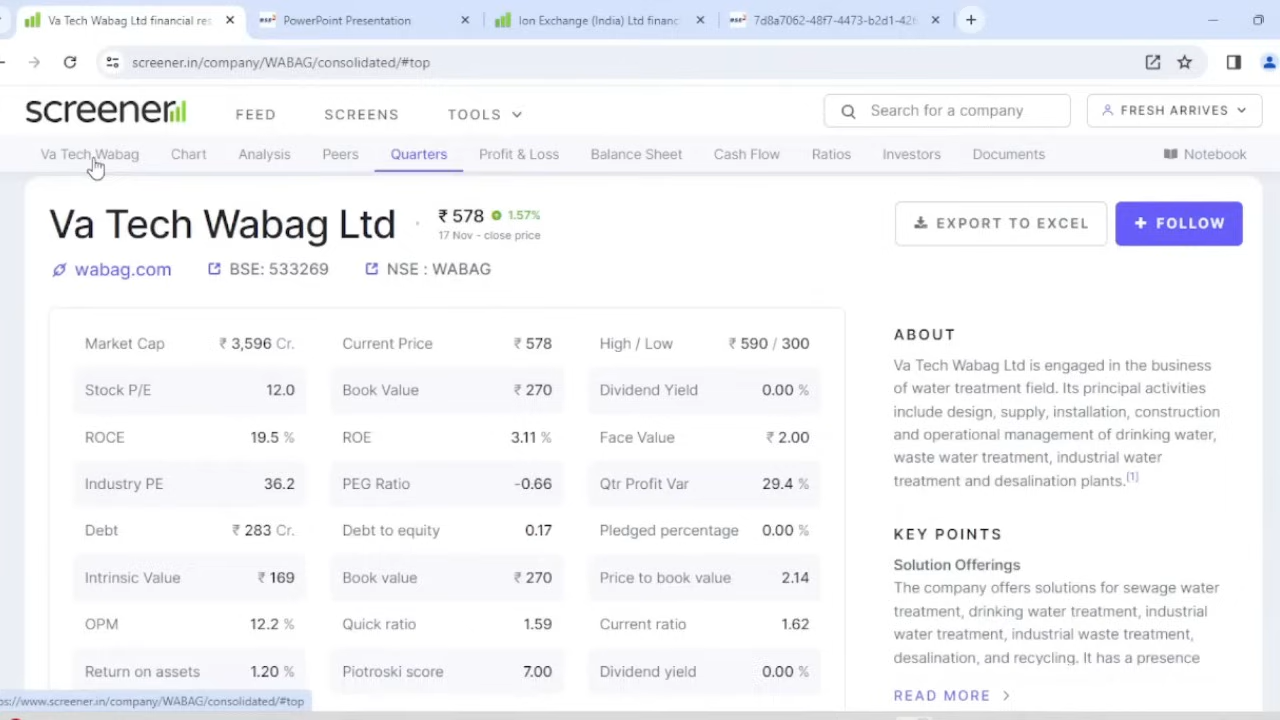 Va Tech Wabag Ltd financial res
PowerPoint Presentation
Ion Exchange (India) Ltd financ
7d8a7062-48f7-4473-b2d1-42f
screener.in/company/WABAG/consolidated/#top
screener
FEED SCREENS TOOLS
Search for a company
FRESH ARRIVES
Va Tech Wabag Chart Analysis Peers Quarters Profit & Loss Balance Sheet Cash Flow Ratios Investors Documents Notebook
Va Tech Wabag Ltd
₹ 578 1.57%
17 Nov - close price
EXPORT TO EXCEL
+ FOLLOW
wabag.com BSE: 533269 NSE : WABAG
Market Cap ₹ 3,596 Cr. Current Price ₹ 578 High / Low ₹ 590 / 300
Stock P/E 12.0 Book Value ₹ 270 Dividend Yield 0.00 %
ROCE 19.5 % ROE 3.11 % Face Value ₹ 2.00
Industry PE 36.2 PEG Ratio -0.66 Qtr Profit Var 29.4 %
Debt ₹ 283 Cr. Debt to equity 0.17 Pledged percentage 0.00 %
Intrinsic Value ₹ 169 Book value ₹ 270 Price to book value 2.14
OPM 12.2 % Quick ratio 1.59 Current ratio 1.62
Return on assets 1.20 % Piotroski score 7.00 Dividend yield 0.00 %
ABOUT
Va Tech Wabag Ltd is engaged in the business
of water treatment field. Its principal activities
include design, supply, installation, construction
and operational management of drinking water,
waste water treatment, industrial water
treatment and desalination plants.[1]
KEY POINTS
Solution Offerings
The company offers solutions for sewage water
treatment, drinking water treatment, industrial
water treatment, industrial waste treatment,
desalination, and recycling. It has a presence
READ MORE
ps://www.screener.in/company/WABAG/consolidated/#top